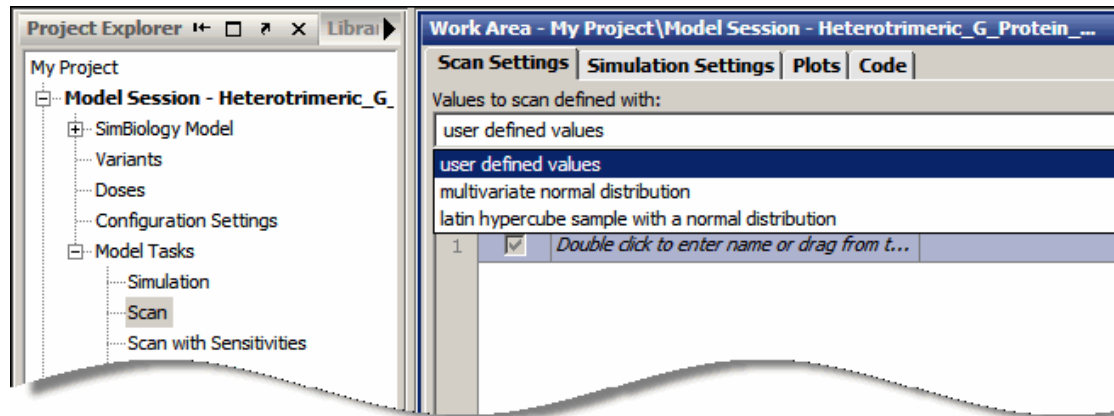 Project Explorer Librar
My Project
Model Session - Heterotrimeric_G_
SimBiology Model
Variants
Doses
Configuration Settings
Model Tasks
Simulation
Scan
Scan with Sensitivities
Work Area - My Project\Model Session - Heterotrimeric_G_Protein_...
Scan Settings Simulation Settings Plots Code
Values to scan defined with:
user defined values
user defined values
multivariate normal distribution
latin hypercube sample with a normal distribution
1 Double click to enter name or drag from t...